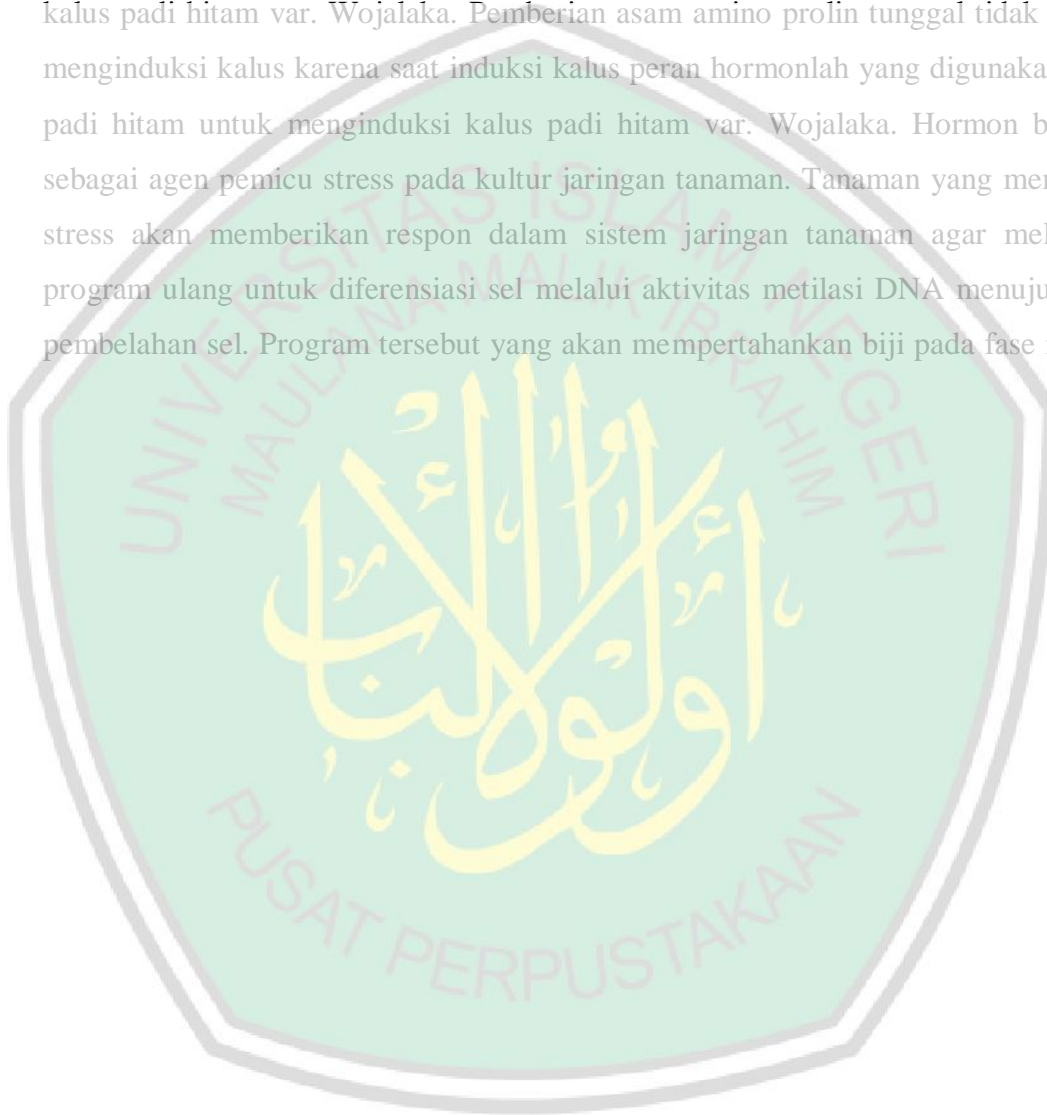 kalus padi hitam var. Wojalaka. Pemberian asam amino prolin tunggal tidak
menginduksi kalus karena saat induksi kalus peran hormonlah yang digunaka
padi hitam untuk menginduksi kalus padi hitam var. Wojalaka. Hormon b
sebagai agen pemicu stress pada kultur jaringan tanaman. Tanaman yang me
stress akan memberikan respon dalam sistem jaringan tanaman agar mel
program ulang untuk diferensiasi sel melalui aktivitas metilasi DNA menuju
pembelahan sel. Program tersebut yang akan mempertahankan biji pada fase
UNIVERSITAS ISLAM NEGERI
MAULANA MALIK IBRAHIM
أولو الألباب
PUSAT PERPUSTAKAAN